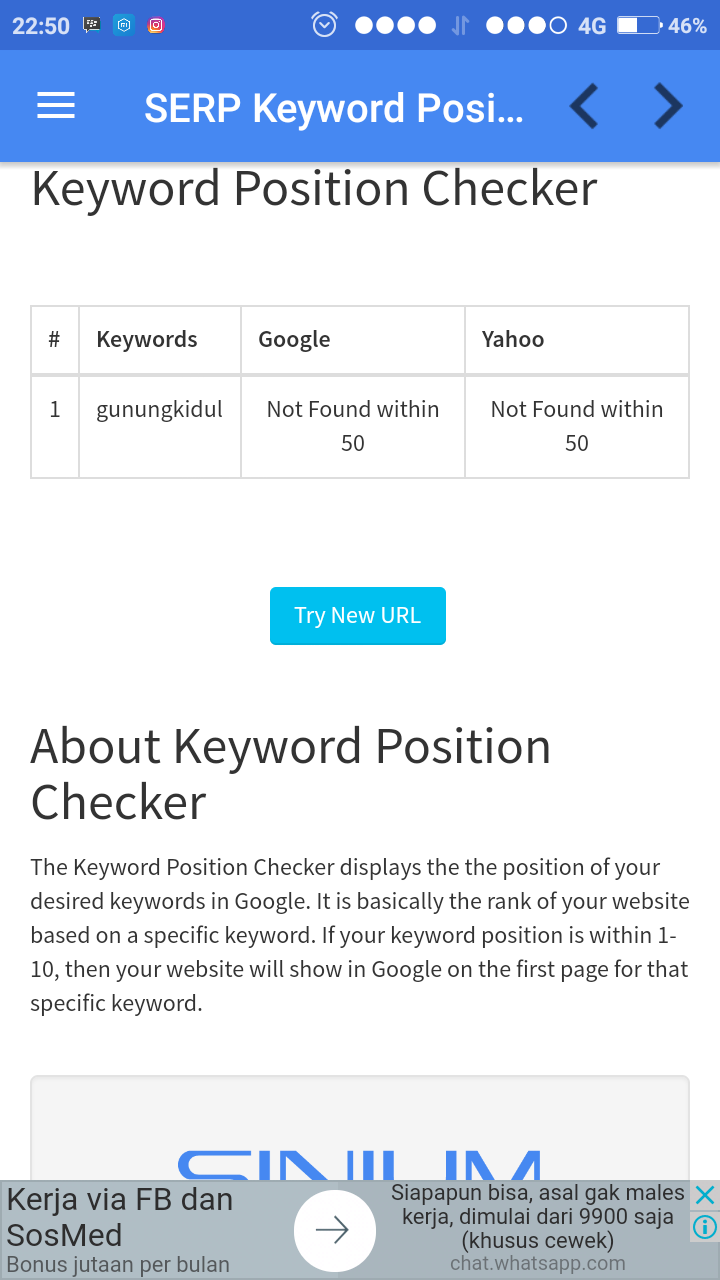 22:50
4G
46%
SERP Keyword Posi...
Keyword Position Checker
# Keywords Google Yahoo
1 gunungkidul Not Found within Not Found within
50 50
Try New URL
About Keyword Position
Checker
The Keyword Position Checker displays the the position of your
desired keywords in Google. It is basically the rank of your website
based on a specific keyword. If your keyword position is within 1-
10, then your website will show in Google on the first page for that
specific keyword.
Kerja via FB dan
SosMed
Bonus jutaan per bulan
Siapapun bisa, asal gak males
kerja, dimulai dari 9900 saja
(khusus cewek)
chat.whatsapp.com